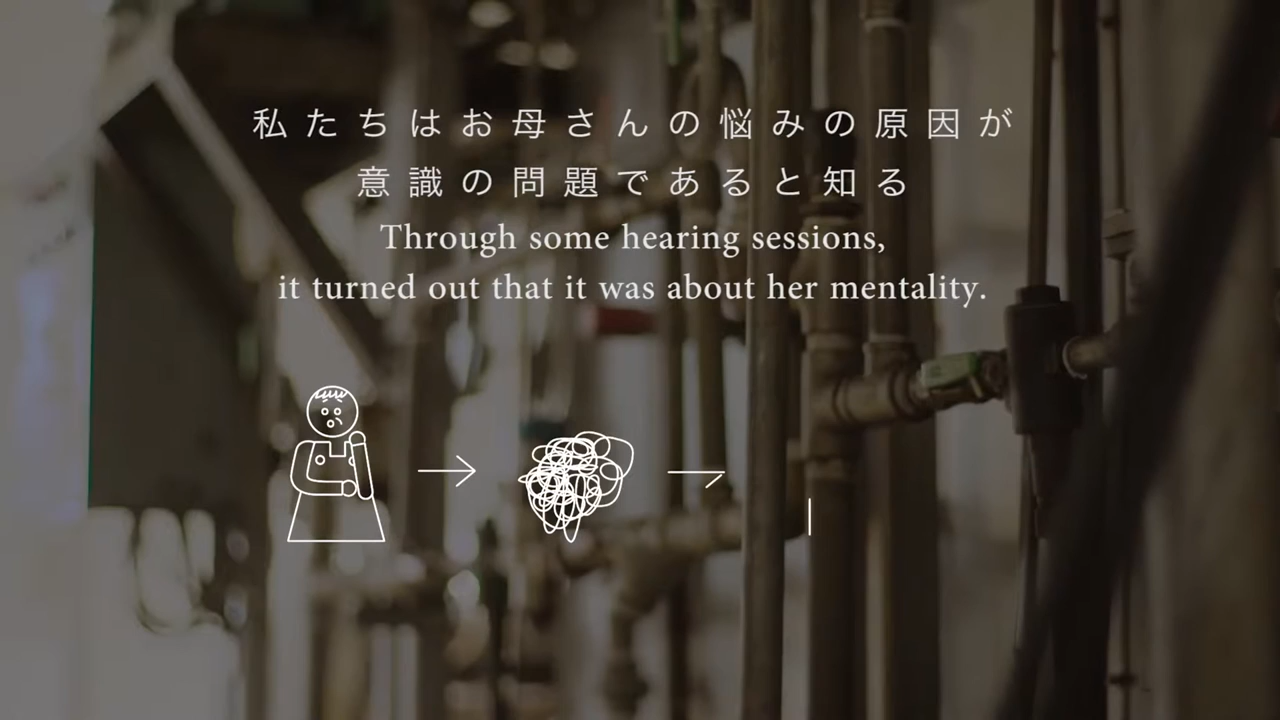 私たちはお母さんの悩みの原因が
意識の問題であると知る
Through some hearing sessions,
it turned out that it was about her mentality.